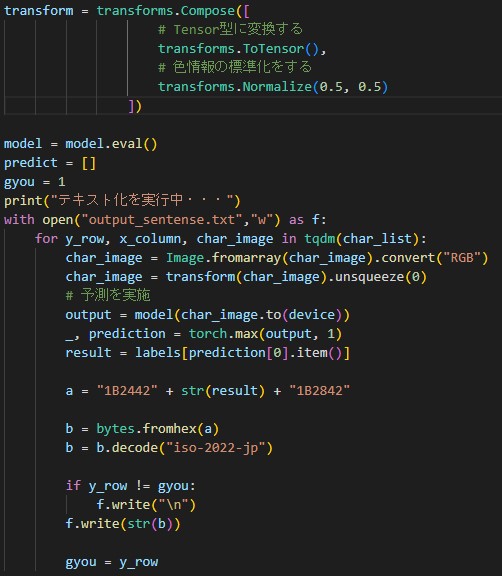 transform = transforms.Compose([
                    # Tensor型に変換する
                    transforms.ToTensor(),
                    # 色情報の標準化をする
                    transforms.Normalize(0.5, 0.5)
                ])

model = model.eval()
predict = []
gyou = 1
print("テキスト化を実行中・・・")
with open("output_sentense.txt","w") as f:
    for y_row, x_column, char_image in tqdm(char_list):
        char_image = Image.fromarray(char_image).convert("RGB")
        char_image = transform(char_image).unsqueeze(0)
        # 予測を実施
        output = model(char_image.to(device))
        _, prediction = torch.max(output, 1)
        result = labels[prediction[0].item()]

        a = "1B2442" + str(result) + "1B2842"

        b = bytes.fromhex(a)
        b = b.decode("iso-2022-jp")

        if y_row != gyou:
            f.write("\n")
        f.write(str(b))

        gyou = y_row